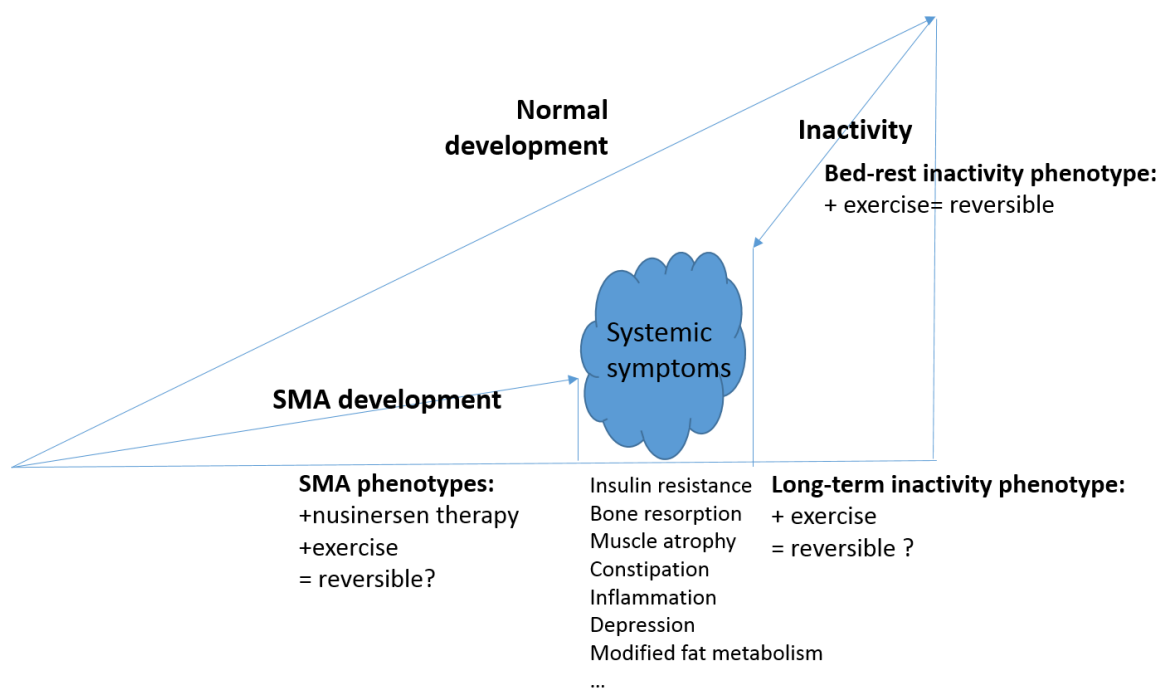 Normal
development
Inactivity
Bed-rest inactivity phenotype:
+ exercise= reversible
Systemic
symptoms
SMA development
SMA phenotypes:
+nusinersen therapy
+exercise
= reversible?
Insulin resistance
Bone resorption
Muscle atrophy
Constipation
Inflammation
Depression
Modified fat metabolism
...
Long-term inactivity phenotype:
+ exercise
= reversible ?